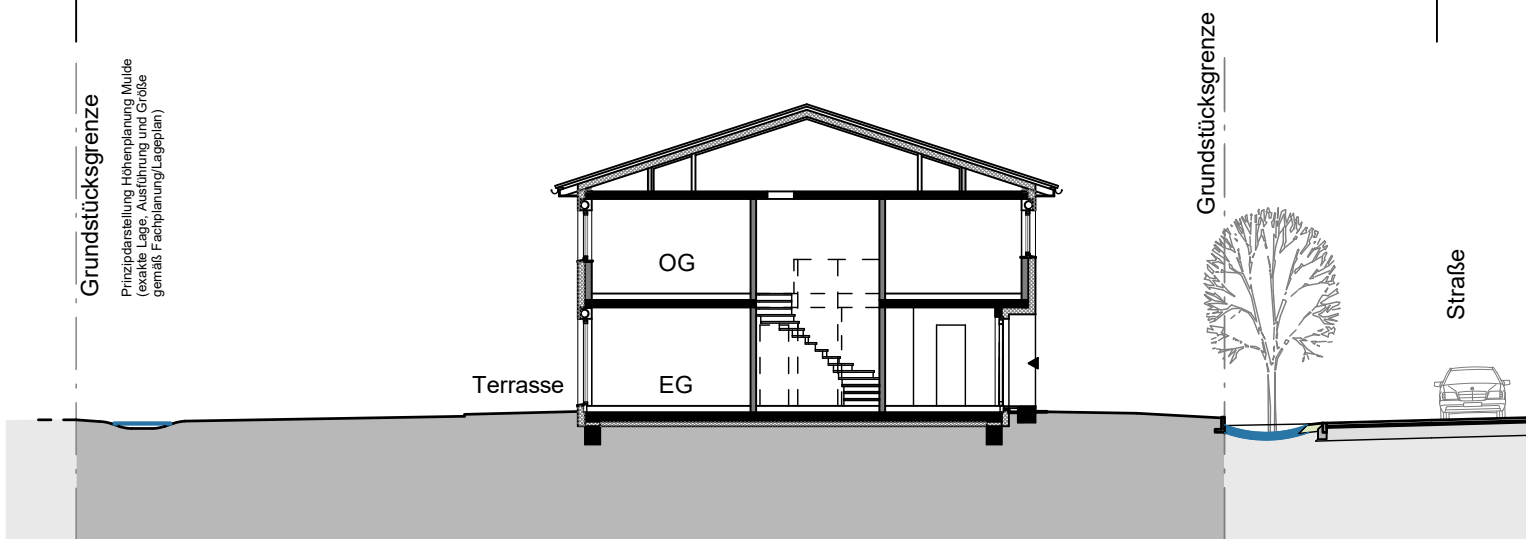 Grundstücksgrenze
Prinzipdarstellung Höhenplanung Mulde
(exakte Lage, Ausführung und Größe
gemäß Fachplanung/Lageplan)
Terrasse
OG
EG
Grundstücksgrenze
Straße